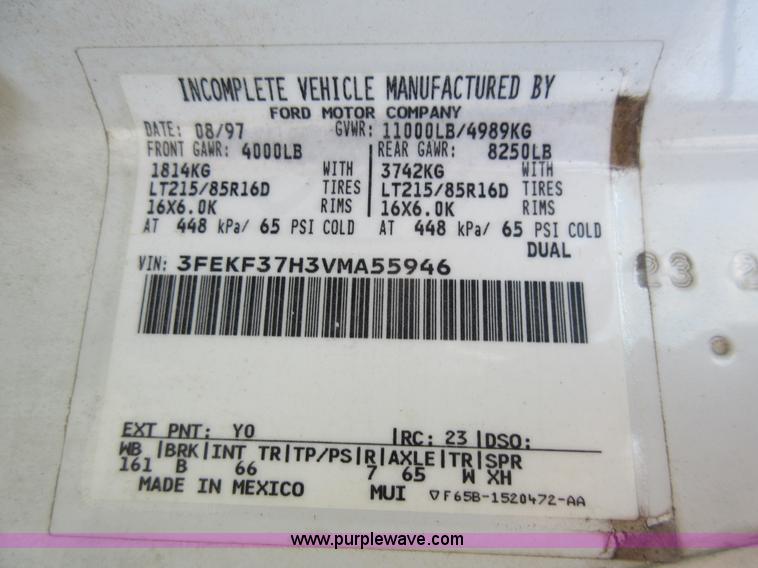 INCOMPLETE VEHICLE MANUFACTURED BY
FORD MOTOR COMPANY
DATE: 08/97 GVWR: 11000LB/4989KG
FRONT GAWR: 4000LB REAR GAWR: 8250LB
1814KG WITH 3742KG WITH
LT215/85R16D TIRES LT215/85R16D TIRES
16X6.0K RIMS 16X6.0K RIMS
AT 448 kPa/ 65 PSI COLD AT 448 kPa/ 65 PSI COLD
DUAL
VIN: 3FEKF37H3VMA55946
23 2
EXT PNT: YO RC: 23 DSO:
WB BRK INT TR TP/PS R AXLE TR SPR
161 B 66 7 65 W XH
MADE IN MEXICO MUI ▽F65B-1520472-AA
www.purplewave.com